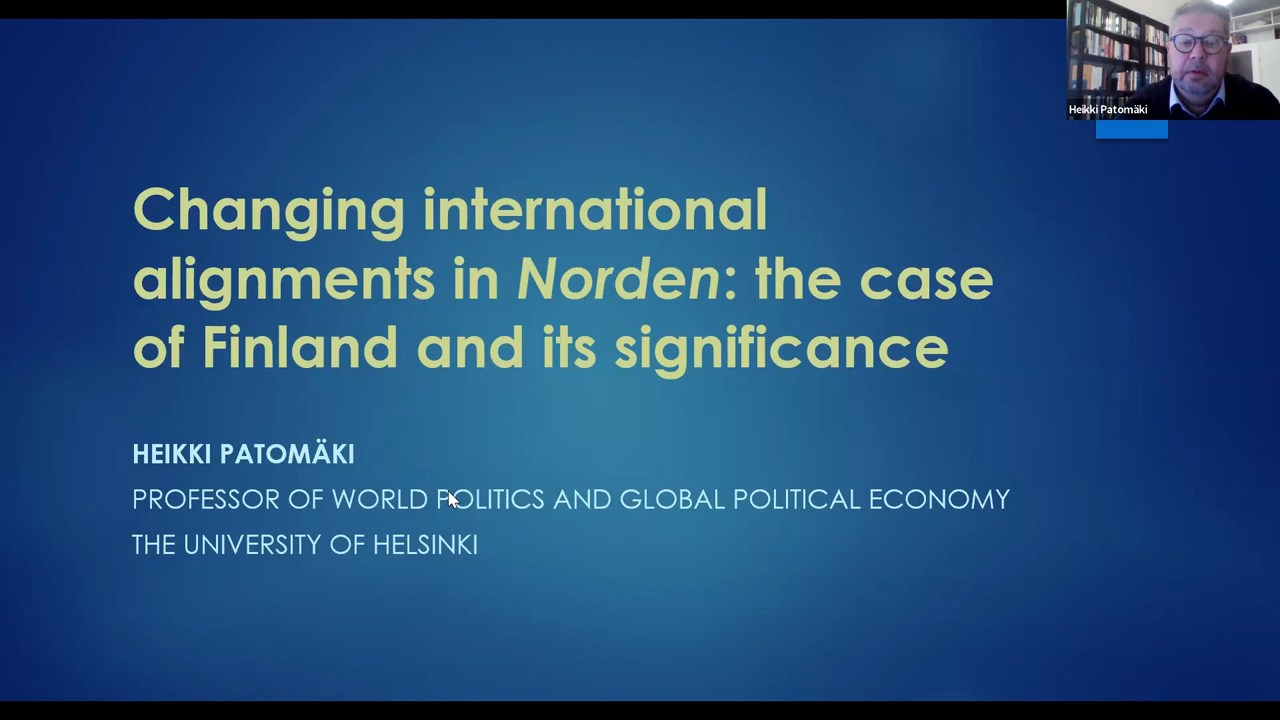 Heikki Patomäki
Changing international
alignments in Norden: the case
of Finland and its significance
HEIKKI PATOMÄKI
PROFESSOR OF WORLD POLITICS AND GLOBAL POLITICAL ECONOMY
THE UNIVERSITY OF HELSINKI